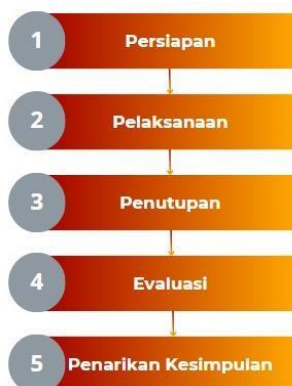 1 Persiapan
2 Pelaksanaan
3 Penutupan
4 Evaluasi
5 Penarikan Kesimpulan